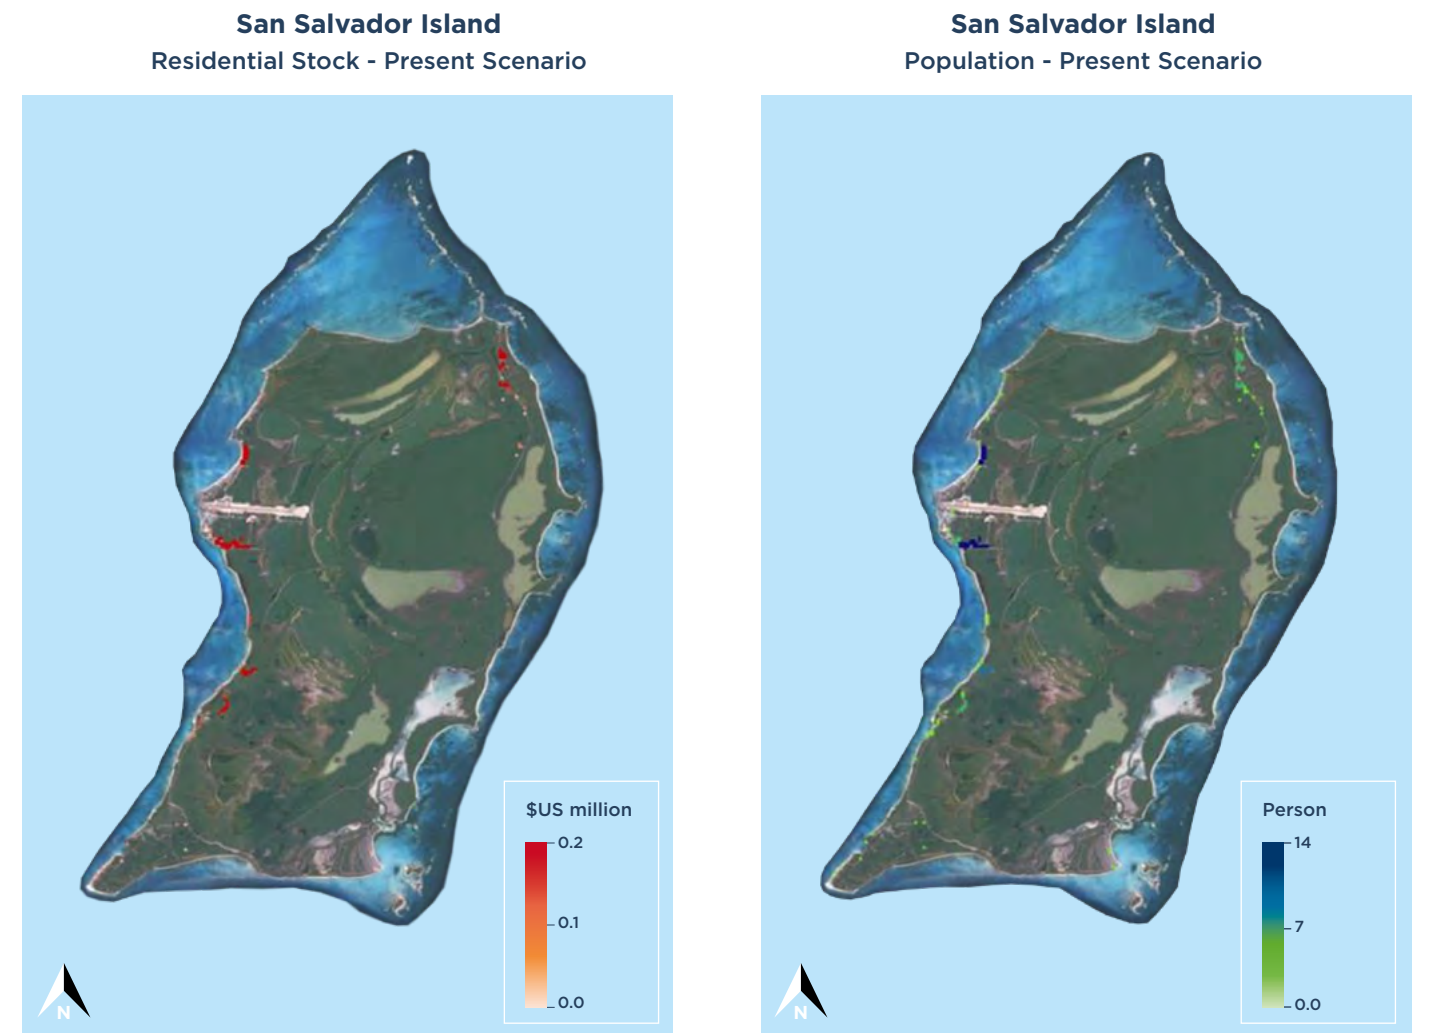 San Salvador Island
Residential Stock - Present Scenario
$US million
0.2
0.1
0.0
N
San Salvador Island
Population - Present Scenario
Person
14
7
0.0
N